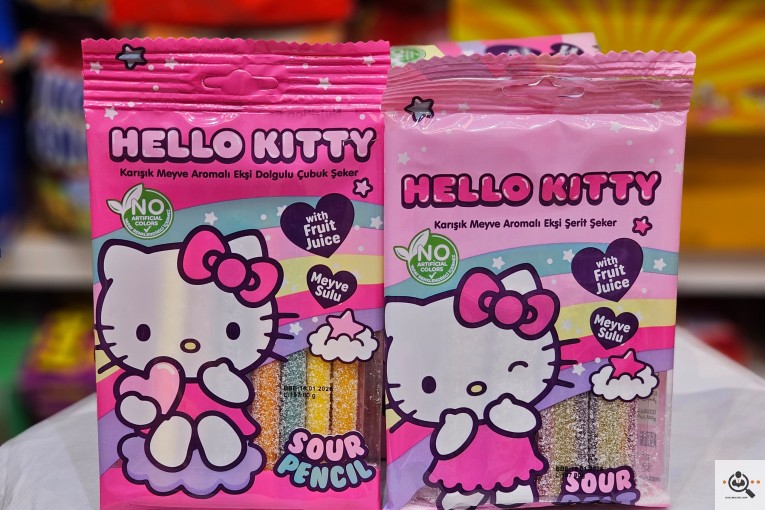 HELLO KITTY
Karışık Meyve Aromalı Ekşi Dolgulu Çubuk Şeker
NO
ARTIFICIAL
COLORS
with
Fruit
Juice
Meyve
Sulu
SOUR
PENCIL
HELLO KITTY
Karışık Meyve Aromalı Ekşi Şerit Şeker
NO
ARTIFICIAL
COLORS
with
Fruit
Juice
Meyve
Sulu
SOUR